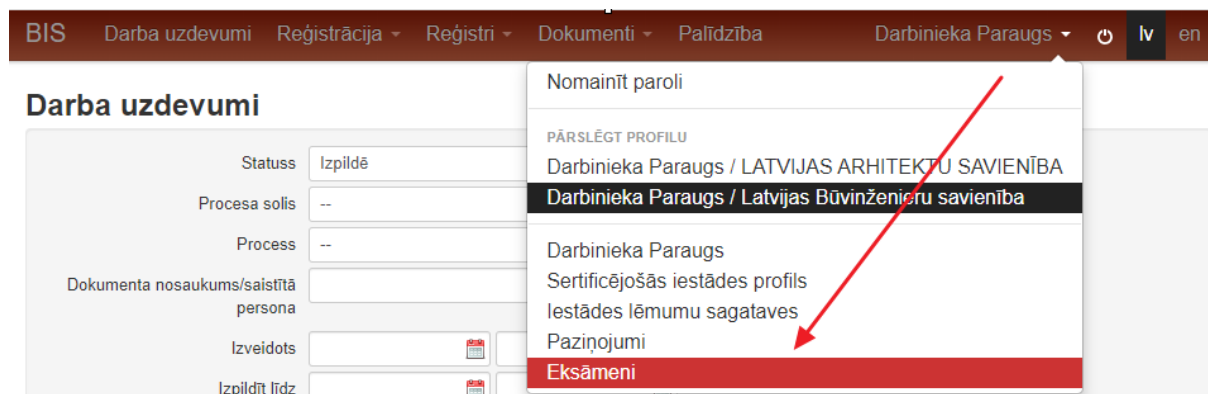 BIS Darba uzdevumi Reģistrācija Reģistri Dokumenti Palīdzība Darbinieka Paraugs lv en
Nomainīt paroli
Darba uzdevumi
PĀRSLĒGT PROFILU
Statuss Izpildē
Darbinieka Paraugs / LATVIJAS ARHITEKTU SAVIENĪBA
Procesa solis --
Darbinieka Paraugs / Latvijas Būvinženieru savienība
Process --
Darbinieka Paraugs
Dokumenta nosaukums/saistītā
persona
Sertificējošās iestādes profils
Iestādes lēmumu sagataves
Izveidots
Paziņojumi
Eksāmeni
Izpildīt līdz